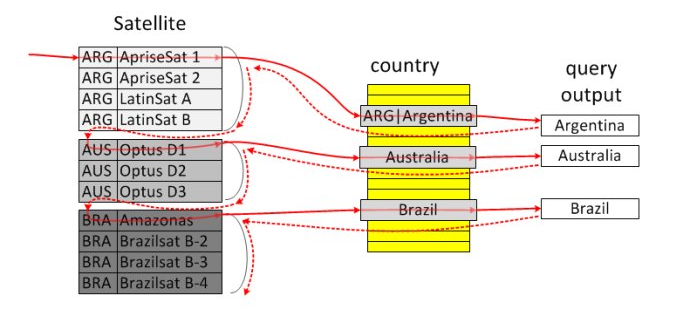 Satellite
ARG ApriseSat 1
ARG ApriseSat 2
ARG LatinSat A
ARG LatinSat B
AUS Optus D1
AUS Optus D2
AUS Optus D3
BRA Amazonas
BRA Brazilsat B-2
BRA Brazilsat B-3
BRA Brazilsat B-4
country
ARG|Argentina
Australia
Brazil
query
output
Argentina
Australia
Brazil